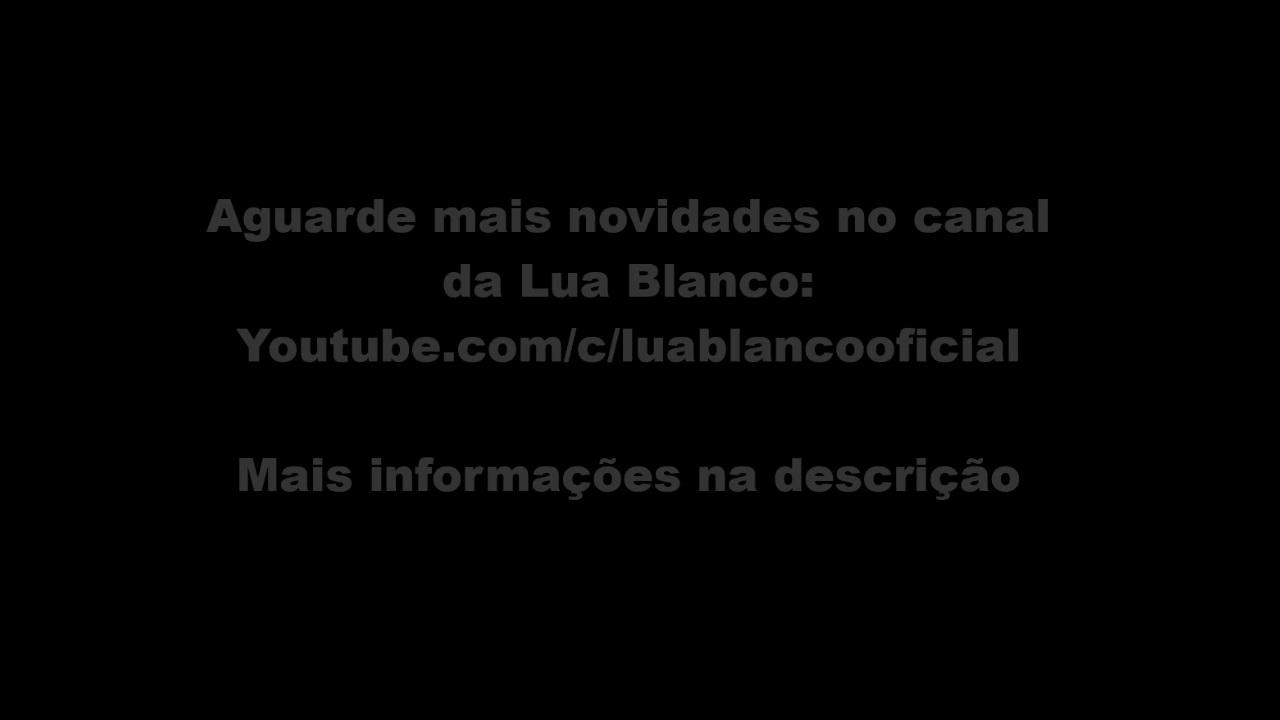 Aguarde mais novidades no canal
da Lua Blanco:
Youtube.com/c/luablancooficial
Mais informações na descrição